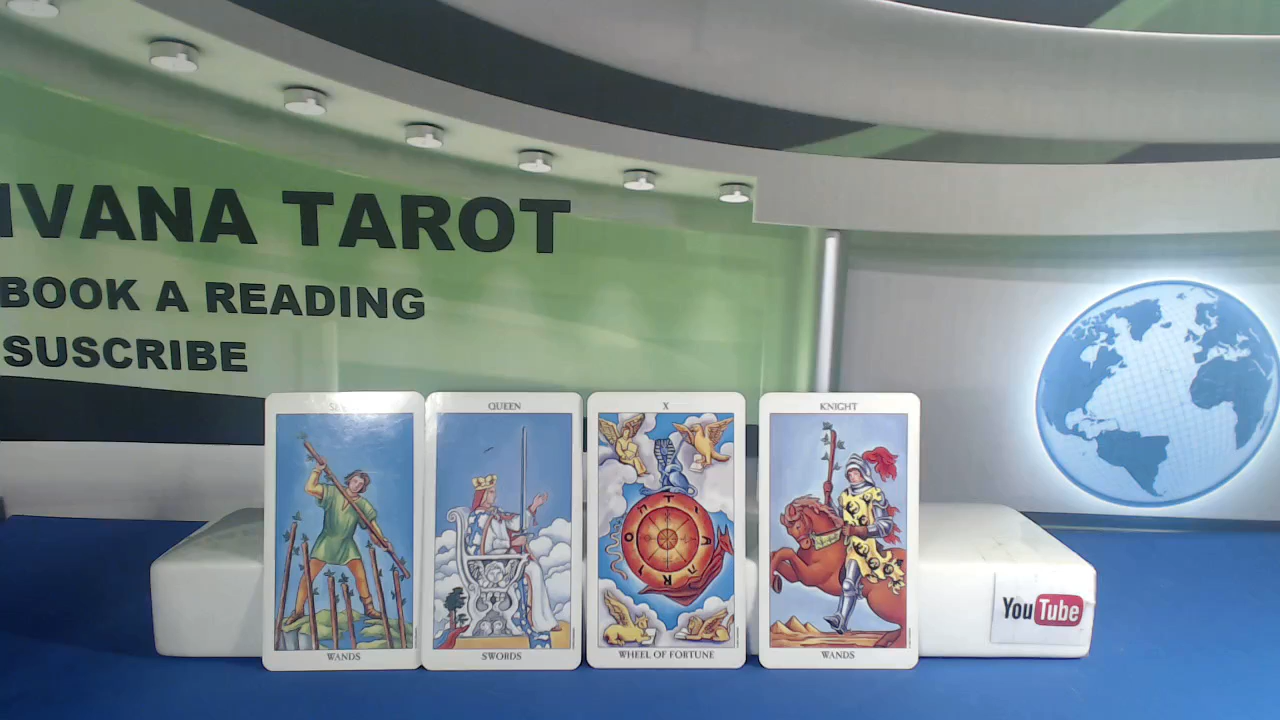 IVANA TAROT
BOOK A READING
SUSCRIBE
QUEEN
X
KNIGHT
T
A
R
O
WANDS
SWORDS
WHEEL OF FORTUNE
WANDS
YouTube